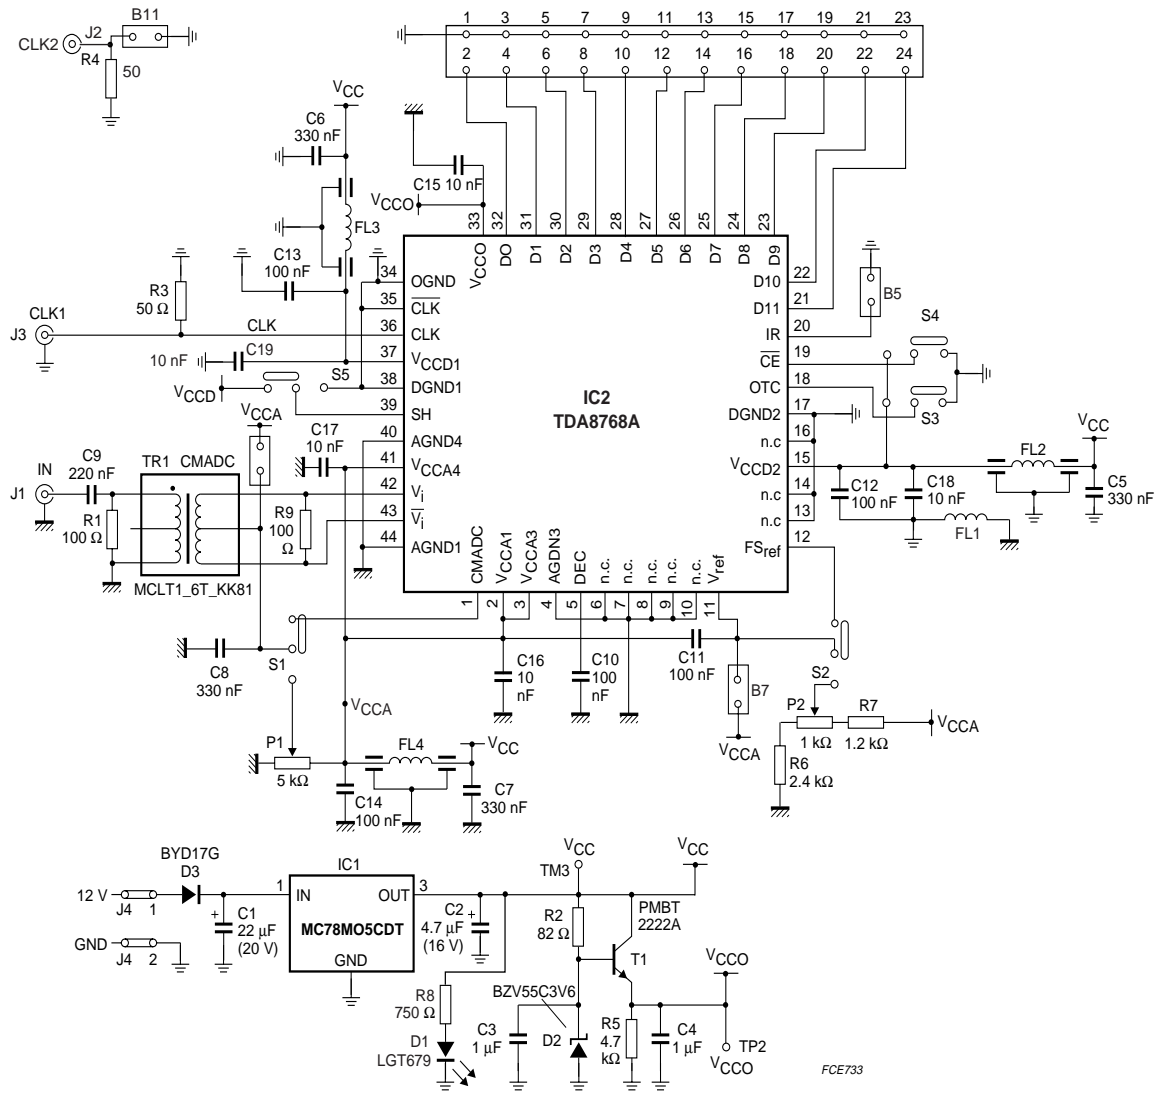 1 3 5 7 9 11 13 15 17 19 21 23
2 4 6 8 10 12 14 16 18 20 22 24
B11
CLK2
J2
R4
50
VCC
C6
330 nF
C15 10 nF
VCCO
FL3
C13
100 nF
33 32 31 30 29 28 27 26 25 24 23
VCCO DO D1 D2 D3 D4 D5 D6 D7 D8 D9
R3
50 Ω
CLK1
J3
CLK
10 nF
C19
VCCD
S5
VCCA
C17
10 nF
34 OGND
35 CLK
36 CLK
37 VCCD1
38 DGND1
39 SH
40 AGND4
41 VCCA4
42 Vi
43 Vi
44 AGND1
IC2
TDA8768A
D10 22
D11 21
IR 20
CE 19
OTC 18
DGND2 17
n.c 16
VCCD2 15
n.c 14
n.c 13
FSref 12
B5
S4
S3
VCC
FL2
C5
330 nF
C12
100 nF
C18
10 nF
FL1
IN
J1
C9
220 nF
R1
100 Ω
TR1 CMADC
MCLT1_6T_KK81
R9
100
Ω
CMADC VCCA1 VCCA3 AGDN3 DEC n.c. n.c. n.c. n.c. n.c. Vref
1 2 3 4 5 6 7 8 9 10 11
C8
330 nF
S1
C16
10
nF
C10
100
nF
C11
100 nF
B7
VCCA
S2
P2
1 kΩ
R7
1.2 kΩ
VCCA
R6
2.4 kΩ
VCCA
P1
5 kΩ
FL4
VCC
C14
100 nF
C7
330 nF
BYD17G
D3
12 V
J4 1
GND
J4 2
+
C1
22 µF
(20 V)
IC1
1 IN
OUT 3
MC78MO5CDT
GND
C2
4.7 µF
(16 V)
+
R8
750 Ω
D1
LGT679
VCC
TM3
R2
82 Ω
VCC
PMBT
2222A
T1
BZV55C3V6
C3
1 µF
D2
R5
4.7
kΩ
C4
1 µF
VCCO
TP2
VCCO
FCE733